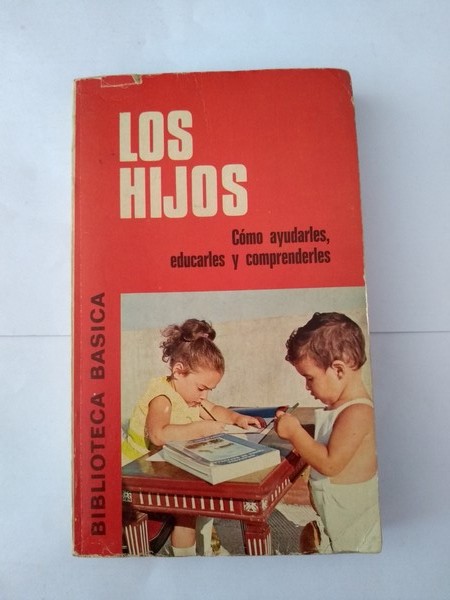 LOS
HIJOS
Cómo ayudarles,
educarles y comprenderles
BIBLIOTECA BASICA